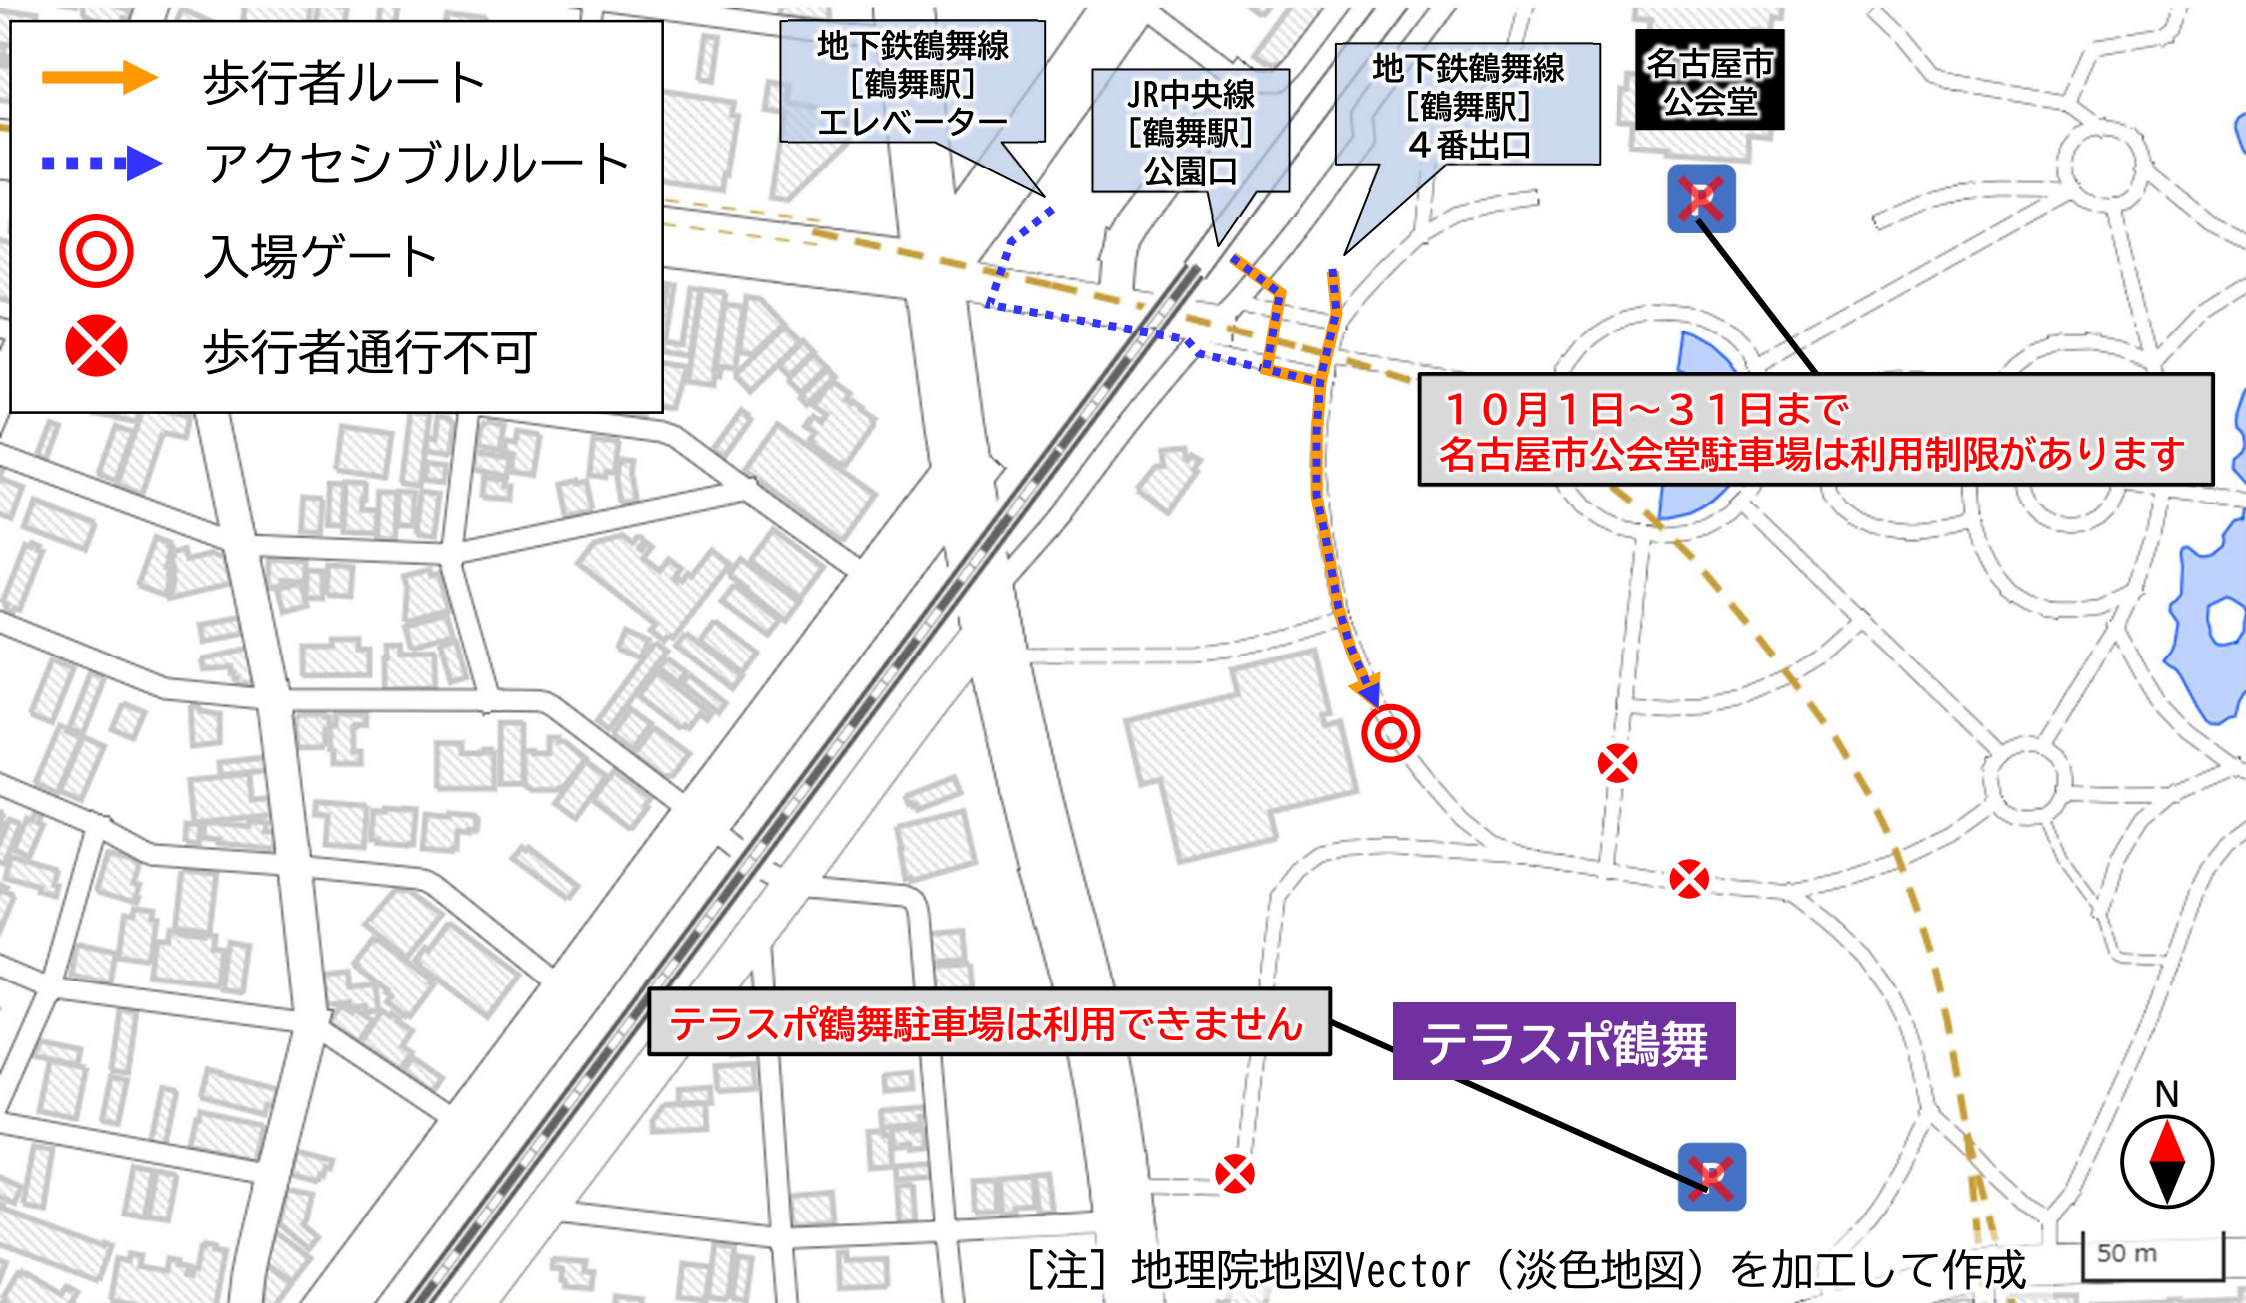 歩行者ルート
アクセシブルルート
入場ゲート
歩行者通行不可
地下鉄鶴舞線
［鶴舞駅］
エレベーター
JR中央線
［鶴舞駅］
公園口
地下鉄鶴舞線
［鶴舞駅］
４番出口
名古屋市
公会堂
P
１０月１日～３１日まで
名古屋市公会堂駐車場は利用制限があります
テラスポ鶴舞駐車場は利用できません
テラスポ鶴舞
P
N
50 m
［注］地理院地図Vector（淡色地図）を加工して作成